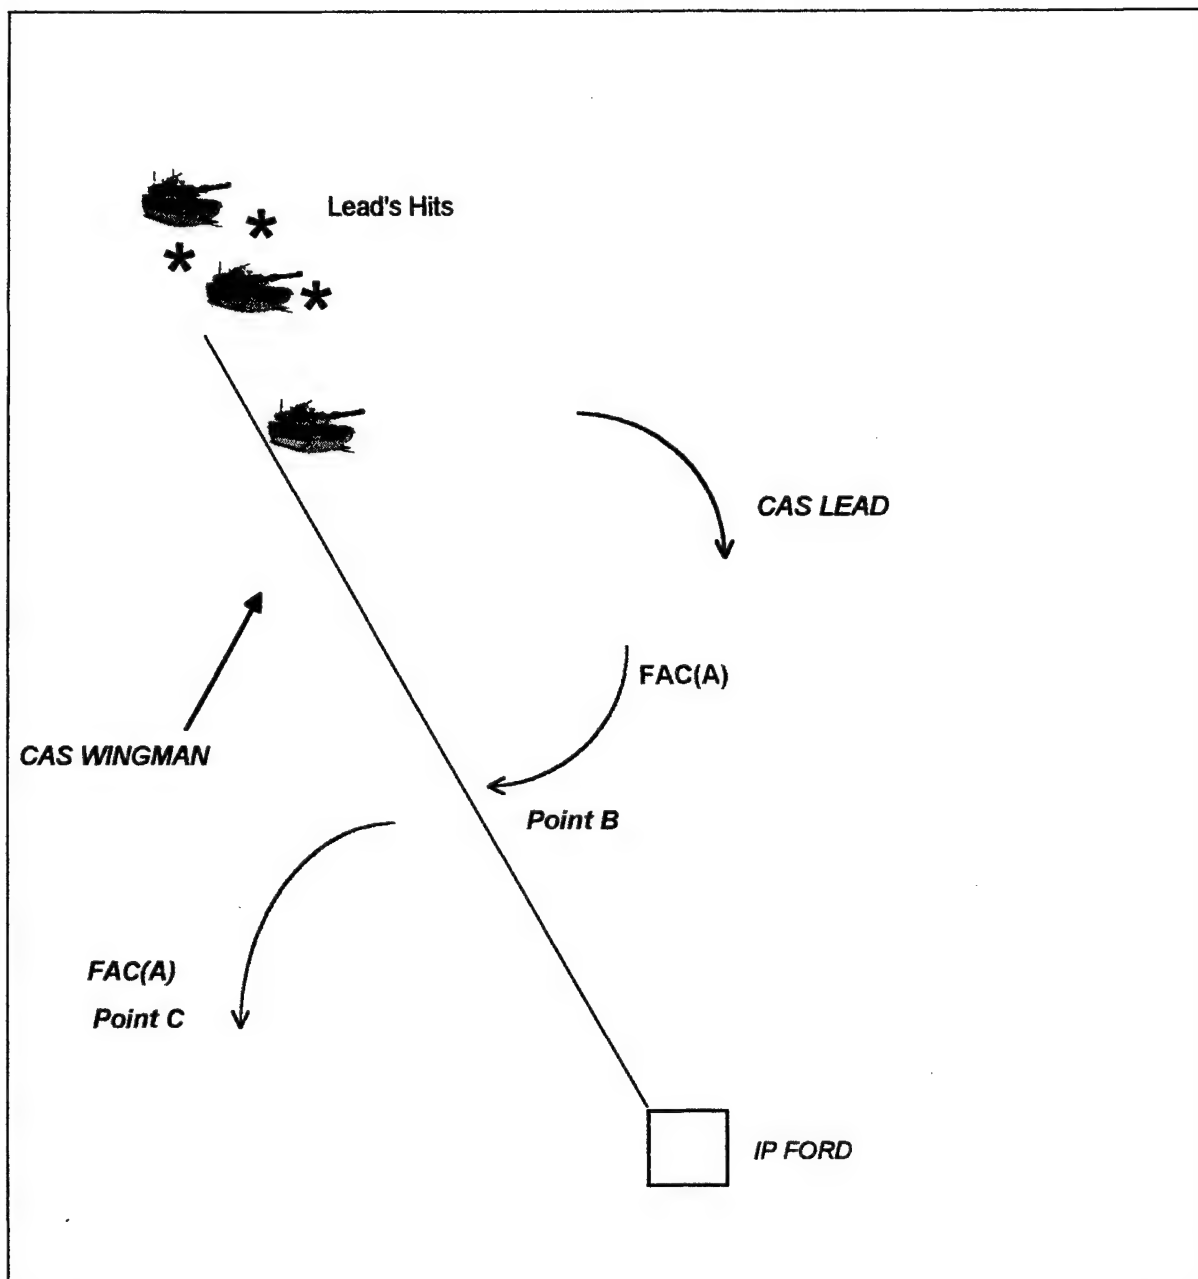 Lead's Hits
CAS LEAD
FAC(A)
CAS WINGMAN
Point B
FAC(A)
Point C
IP FORD